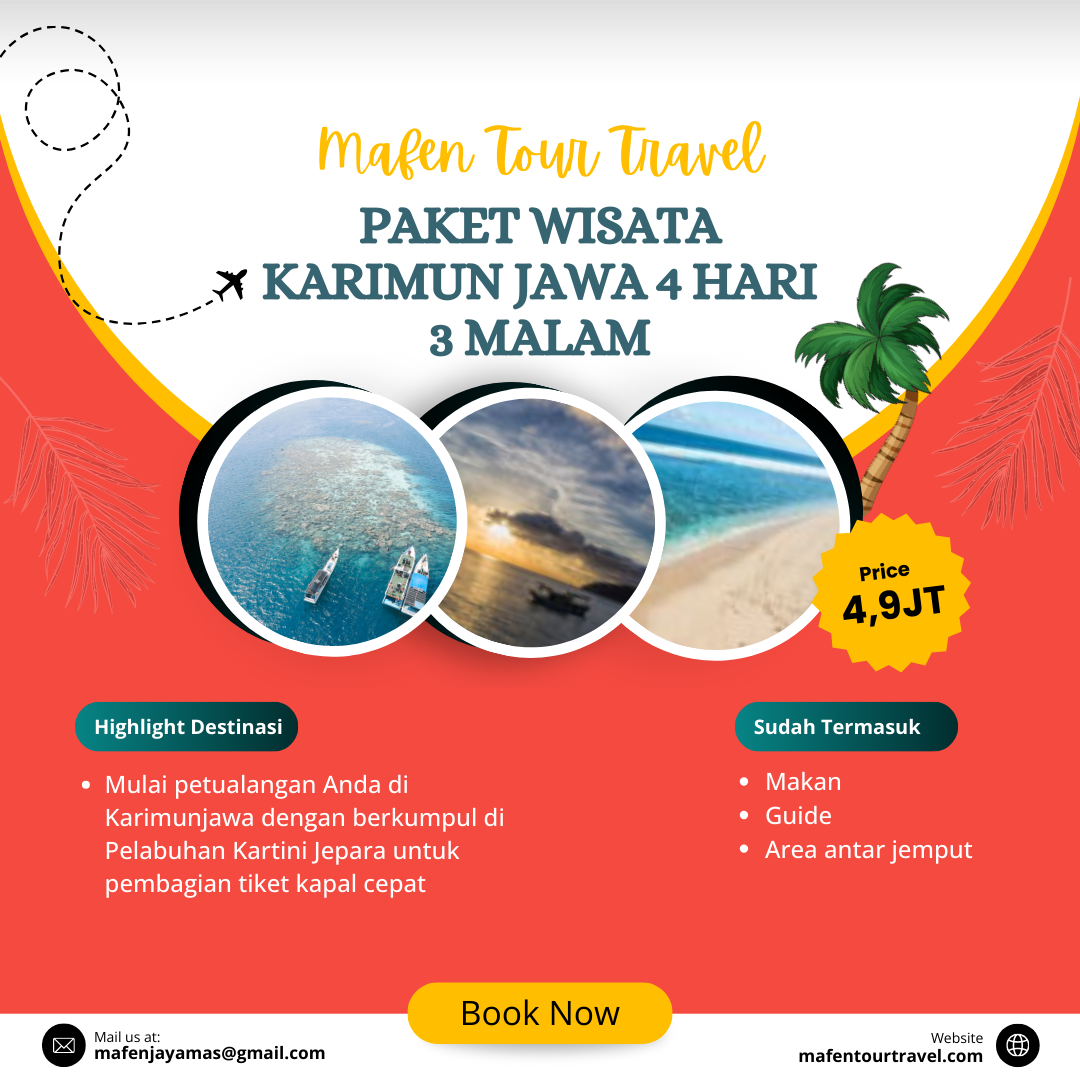 Mafen Tour Travel
PAKET WISATA
KARIMUN JAWA 4 HARI
3 MALAM
Price
4,9JT
Highlight Destinasi
• Mulai petualangan Anda di
Karimunjawa dengan berkumpul di
Pelabuhan Kartini Jepara untuk
pembagian tiket kapal cepat
Sudah Termasuk
• Makan
• Guide
• Area antar jemput
Book Now
Mail us at:
mafenjayamas@gmail.com
Website
mafentourtravel.com